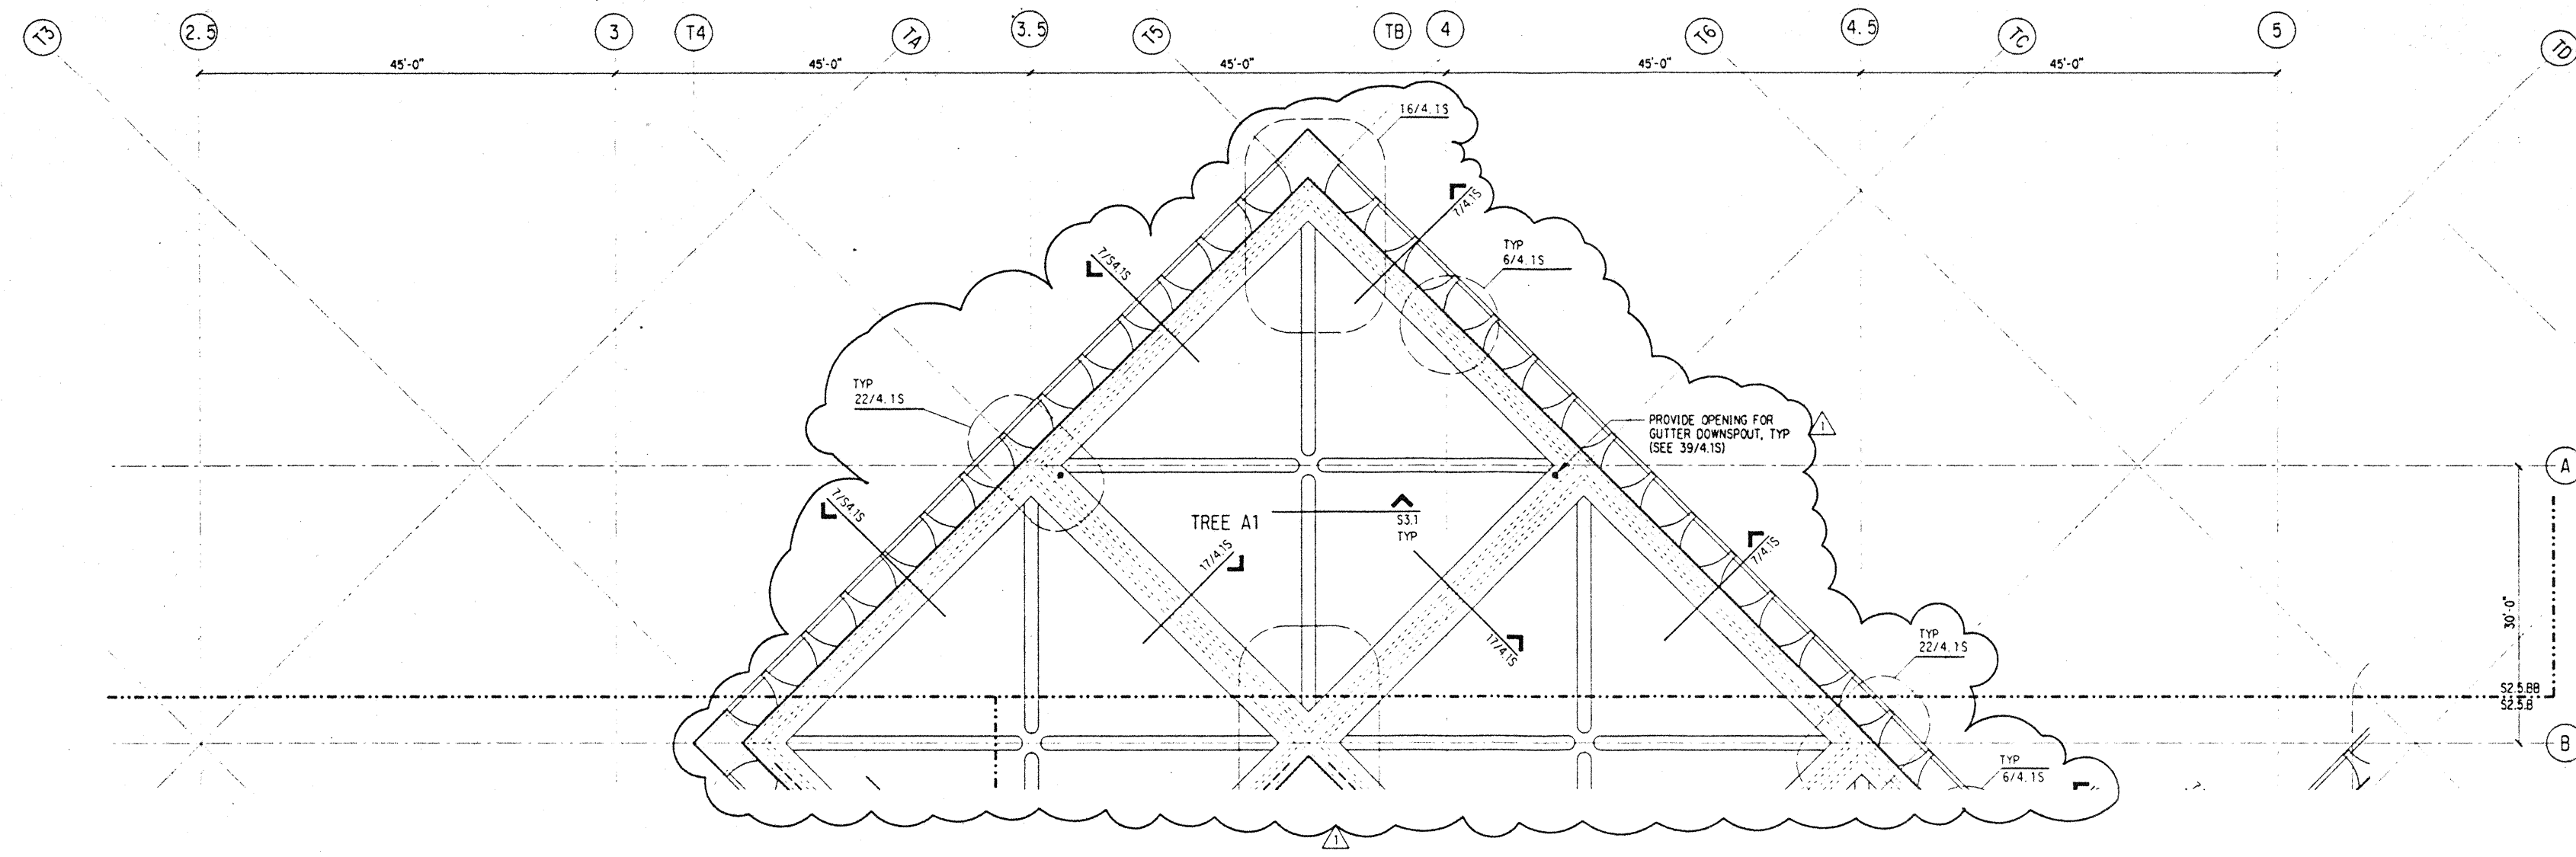 T3
2.5
3
T4
TA
3.5
T5
TB
4
T6
4.5
TC
5
TD
45'-0"
45'-0"
45'-0"
45'-0"
45'-0"
16/4.1S
7/4.1S
TYP
6/4.1S
7/S4.1S
TYP
22/4.1S
PROVIDE OPENING FOR
GUTTER DOWNSPOUT, TYP
(SEE 39/4.1S)
1
A
7/S4.1S
TREE A1
S3.1
TYP
17/4.1S
7/4.1S
17/4.1S
30'-0"
TYP
22/4.1S
S2.5.BB
S2.5.B
B
TYP
6/4.1S
1